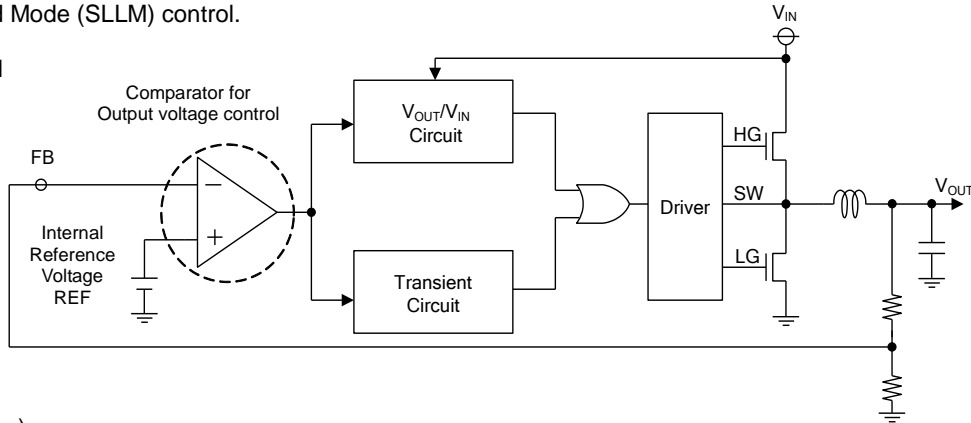 d Mode (SLLM) control.
VIN
Comparator for
Output voltage control
VOUT/VIN
Circuit
FB
HG
SW
Driver
LG
VOUT
−
+
Internal
Reference
Voltage
REF
Transient
Circuit